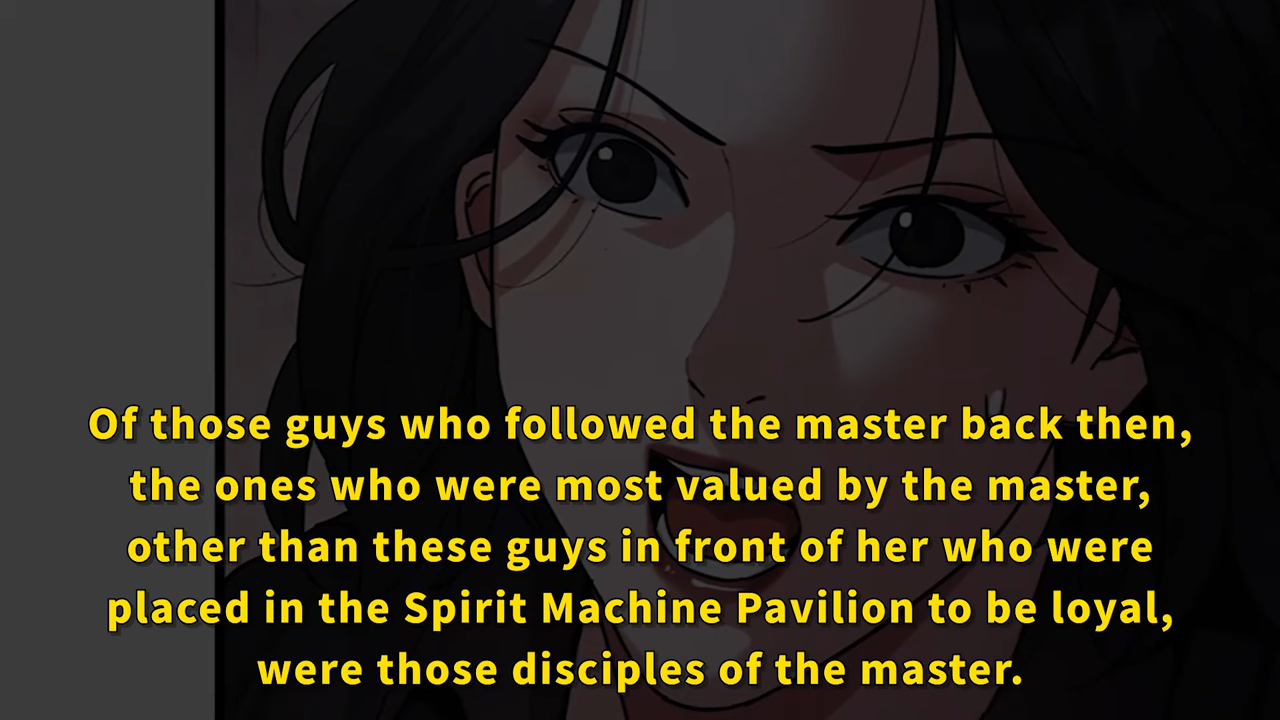 Of those guys who followed the master back then,
the ones who were most valued by the master,
other than these guys in front of her who were
placed in the Spirit Machine Pavilion to be loyal,
were those disciples of the master.